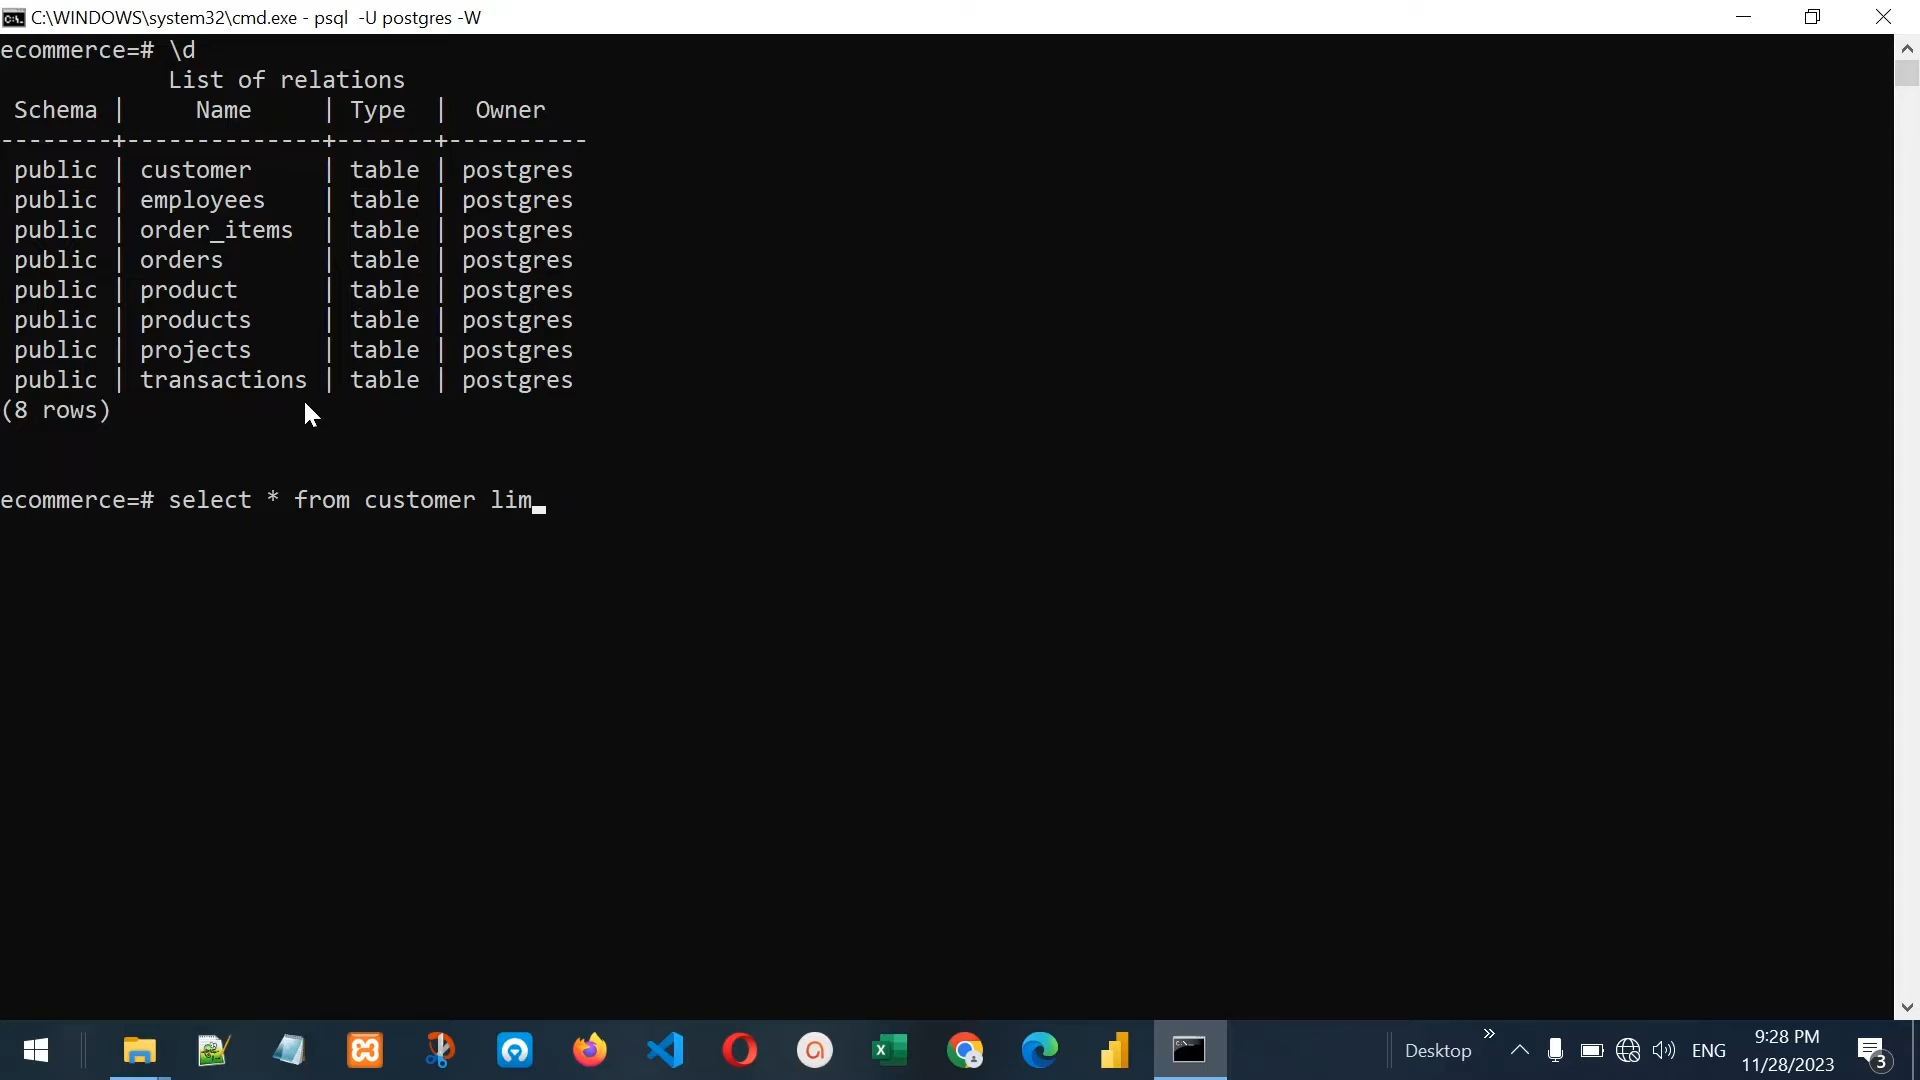 C:\WINDOWS\system32\cmd.exe - psql  -U postgres -W
ecommerce=# \d
            List of relations
 Schema |     Name     | Type  |  Owner
--------+--------------+-------+----------
 public | customer     | table | postgres
 public | employees    | table | postgres
 public | order_items  | table | postgres
 public | orders       | table | postgres
 public | product      | table | postgres
 public | products     | table | postgres
 public | projects     | table | postgres
 public | transactions | table | postgres
(8 rows)
ecommerce=# select * from customer lim
Desktop
ENG
9:28 PM
11/28/2023
3